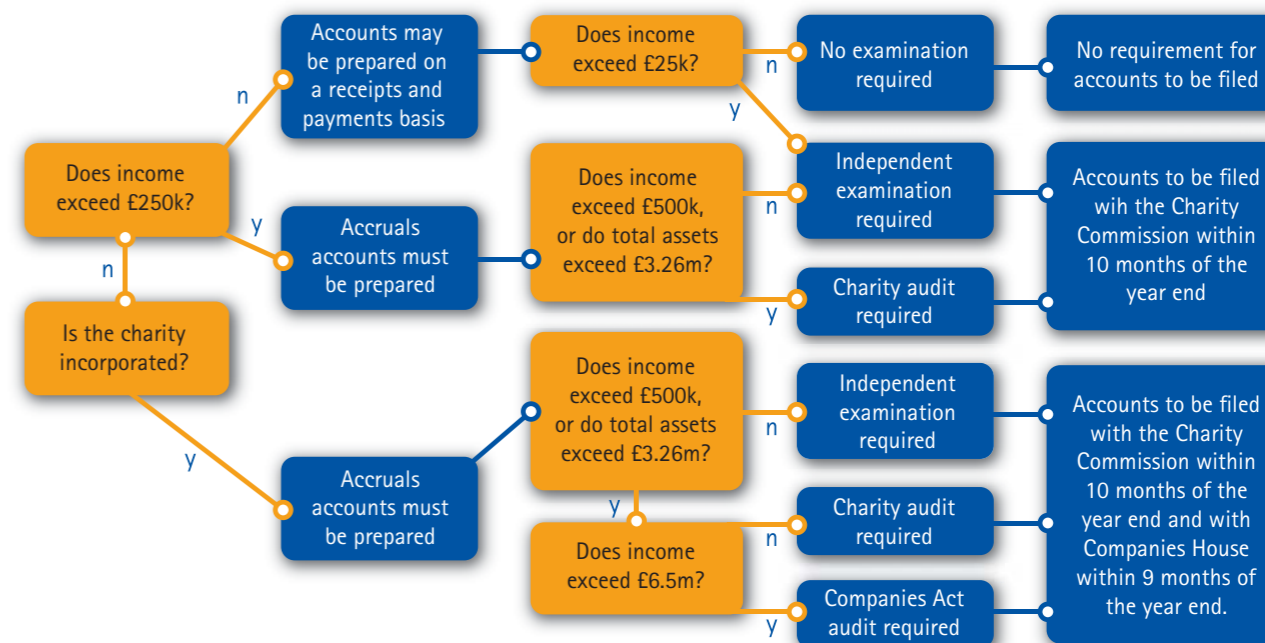 Accounts may
be prepared on
a receipts and
payments basis
Does income
exceed £25k?
No examination
required
No requirement for
accounts to be filed
n
n
y
Does income
exceed £250k?
Does income
exceed £500k,
or do total assets
exceed £3.26m?
Independent
examination
required
Accounts to be filed
wih the Charity
Commission within
10 months of the
year end
n
y
Accruals
accounts must
be prepared
n
Charity audit
required
y
Is the charity
incorporated?
Does income
exceed £500k,
or do total assets
exceed £3.26m?
Independent
examination
required
Accounts to be filed
with the Charity
Commission within
10 months of the
year end and with
Companies House
within 9 months of
the year end.
n
y
Accruals
accounts must
be prepared
y
Charity audit
required
n
Does income
exceed £6.5m?
Companies Act
audit required
y